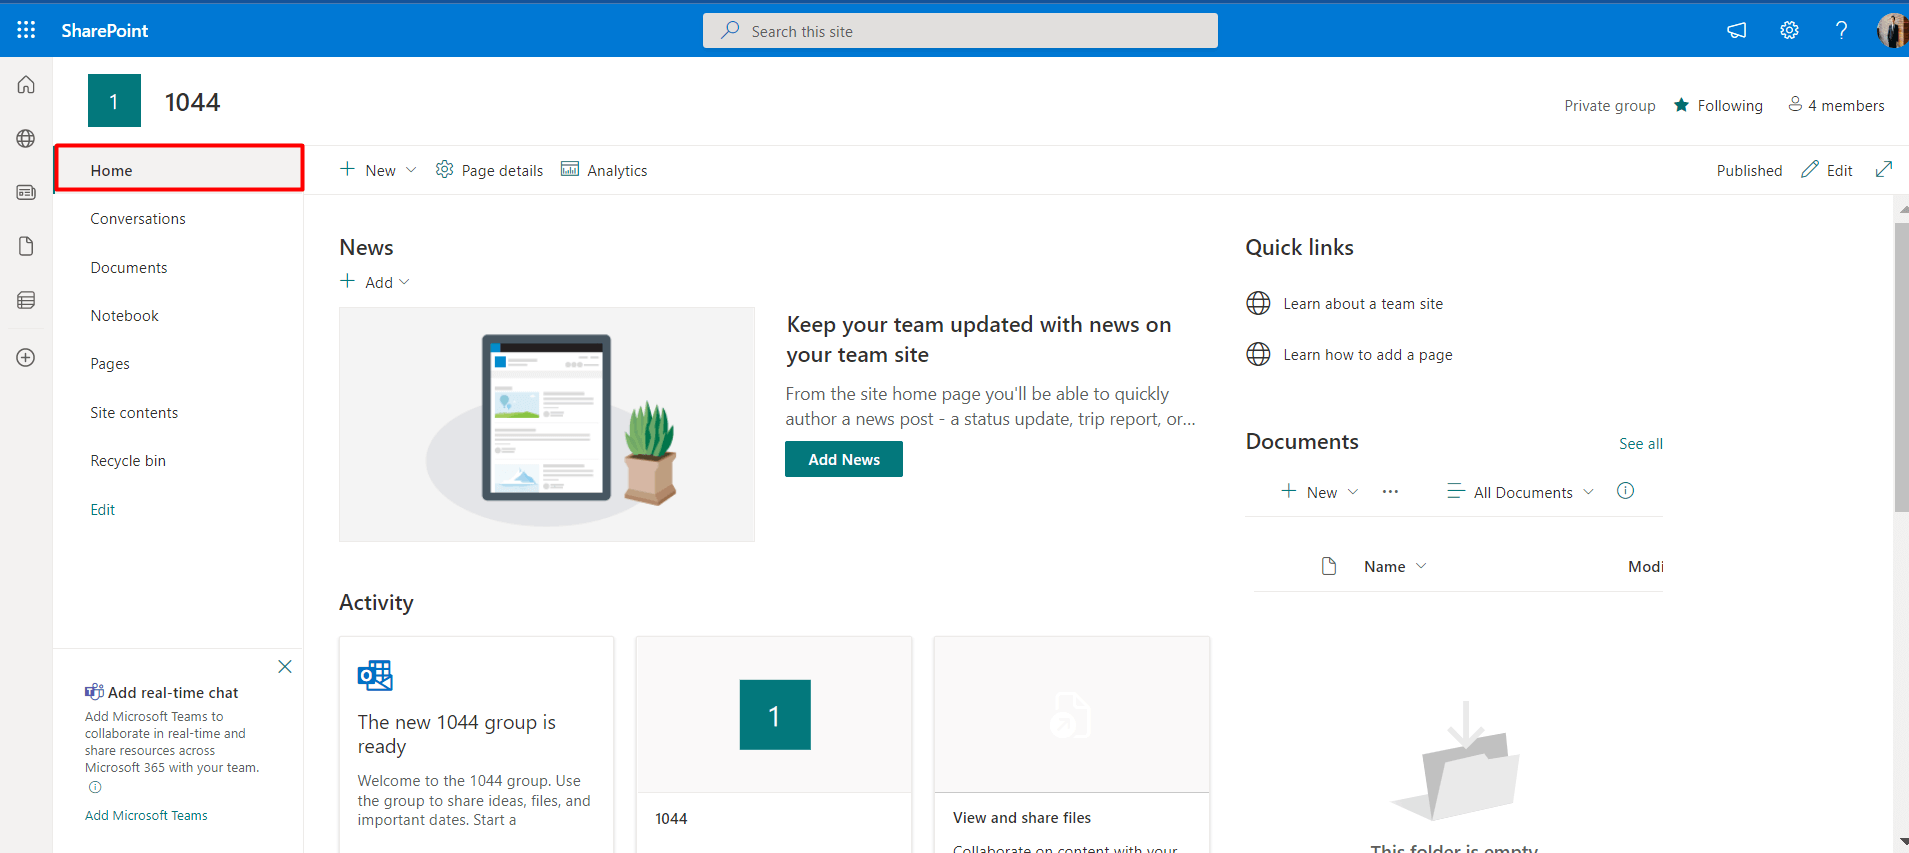 SharePoint
Search this site
?
1
1044
Private group
Following
4 members
Home
Conversations
Documents
Notebook
Pages
Site contents
Recycle bin
Edit
New
Page details
Analytics
Published
Edit
News
Add
Keep your team updated with news on
your team site
From the site home page you'll be able to quickly
author a news post - a status update, trip report, or...
Add News
Quick links
Learn about a team site
Learn how to add a page
Documents
See all
New
All Documents
Name
Modi
This folder is empty
Activity
The new 1044 group is
ready
Welcome to the 1044 group. Use
the group to share ideas, files, and
important dates. Start a
1
1044
View and share files
Collaborate on content with your
Add real-time chat
Add Microsoft Teams to
collaborate in real-time and
share resources across
Microsoft 365 with your team.
Add Microsoft Teams